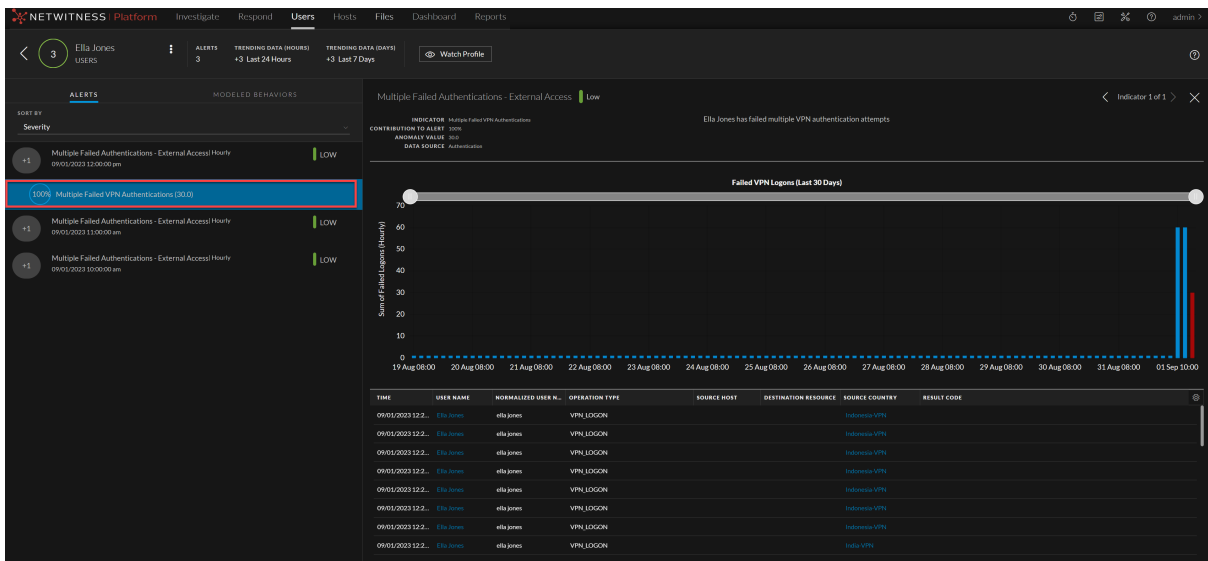 NETWITNESS | Platform Investigate Respond Users Hosts Files Dashboard Reports admin >
3 Ella Jones ALERTS TRENDING DATA (HOURS) TRENDING DATA (DAYS) Watch Profile
USERS 3 +3 Last 24 Hours +3 Last 7 Days
ALERTS MODELED BEHAVIORS
SORT BY
Severity
+1 Multiple Failed Authentications - External Access| Hourly LOW
09/01/2023 12:00:00 pm
100% Multiple Failed VPN Authentications (30.0)
+1 Multiple Failed Authentications - External Access| Hourly LOW
09/01/2023 11:00:00 am
+1 Multiple Failed Authentications - External Access| Hourly LOW
09/01/2023 10:00:00 am
Multiple Failed Authentications - External Access Low Indicator 1 of 1
INDICATOR Multiple Failed VPN Authentications Ella Jones has failed multiple VPN authentication attempts
CONTRIBUTION TO ALERT 100%
ANOMALY VALUE 30.0
DATA SOURCE Authentication
Failed VPN Logons (Last 30 Days)
Sum of Failed Logons (Hourly)
70
60
50
40
30
20
10
0
19 Aug 08:00 20 Aug 08:00 21 Aug 08:00 22 Aug 08:00 23 Aug 08:00 24 Aug 08:00 25 Aug 08:00 26 Aug 08:00 27 Aug 08:00 28 Aug 08:00 29 Aug 08:00 30 Aug 08:00 31 Aug 08:00 01 Sep 10:00
TIME USER NAME NORMALIZED USER N... OPERATION TYPE SOURCE HOST DESTINATION RESOURCE SOURCE COUNTRY RESULT CODE
09/01/2023 12:2... Ella Jones ella jones VPN_LOGON Indonesia-VPN
09/01/2023 12:2... Ella Jones ella jones VPN_LOGON Indonesia-VPN
09/01/2023 12:2... Ella Jones ella jones VPN_LOGON Indonesia-VPN
09/01/2023 12:2... Ella Jones ella jones VPN_LOGON Indonesia-VPN
09/01/2023 12:2... Ella Jones ella jones VPN_LOGON Indonesia-VPN
09/01/2023 12:2... Ella Jones ella jones VPN_LOGON Indonesia-VPN
09/01/2023 12:2... Ella Jones ella jones VPN_LOGON Indonesia-VPN
09/01/2023 12:2... Ella Jones ella jones VPN_LOGON India-VPN